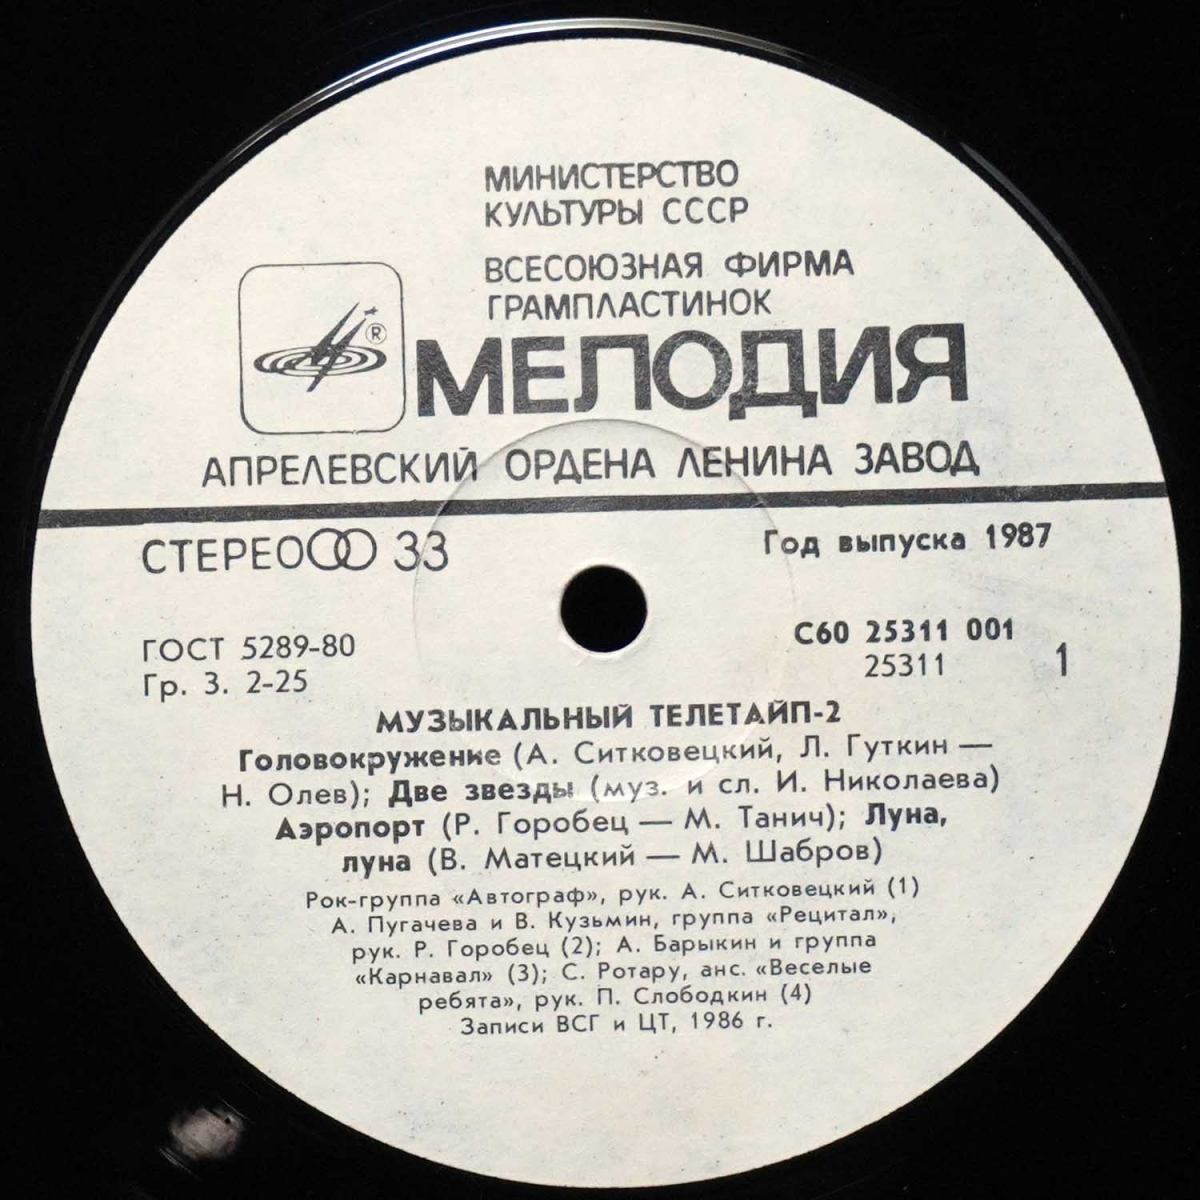 МИНИСТЕРСТВО
КУЛЬТУРЫ СССР
ВСЕСОЮЗНАЯ ФИРМА
ГРАМПЛАСТИНОК
®
МЕЛОДИЯ
АПРЕЛЕВСКИЙ ОРДЕНА ЛЕНИНА ЗАВОД
СТЕРЕО 33
Год выпуска 1987
ГОСТ 5289-80
Гр. 3. 2-25
С60 25311 001
25311
1
МУЗЫКАЛЬНЫЙ ТЕЛЕТАЙП-2
Головокружение (А. Ситковецкий, Л. Гуткин —
Н. Олев); Две звезды (муз. и сл. И. Николаева)
Аэропорт (Р. Горобец — М. Танич); Луна,
луна (В. Матецкий — М. Шабров)
Рок-группа «Автограф», рук. А. Ситковецкий (1)
А. Пугачева и В. Кузьмин, группа «Рецитал»,
рук. Р. Горобец (2); А. Барыкин и группа
«Карнавал» (3); С. Ротару, анс. «Веселые
ребята», рук. П. Слободкин (4)
Записи ВСГ и ЦТ, 1986 г.